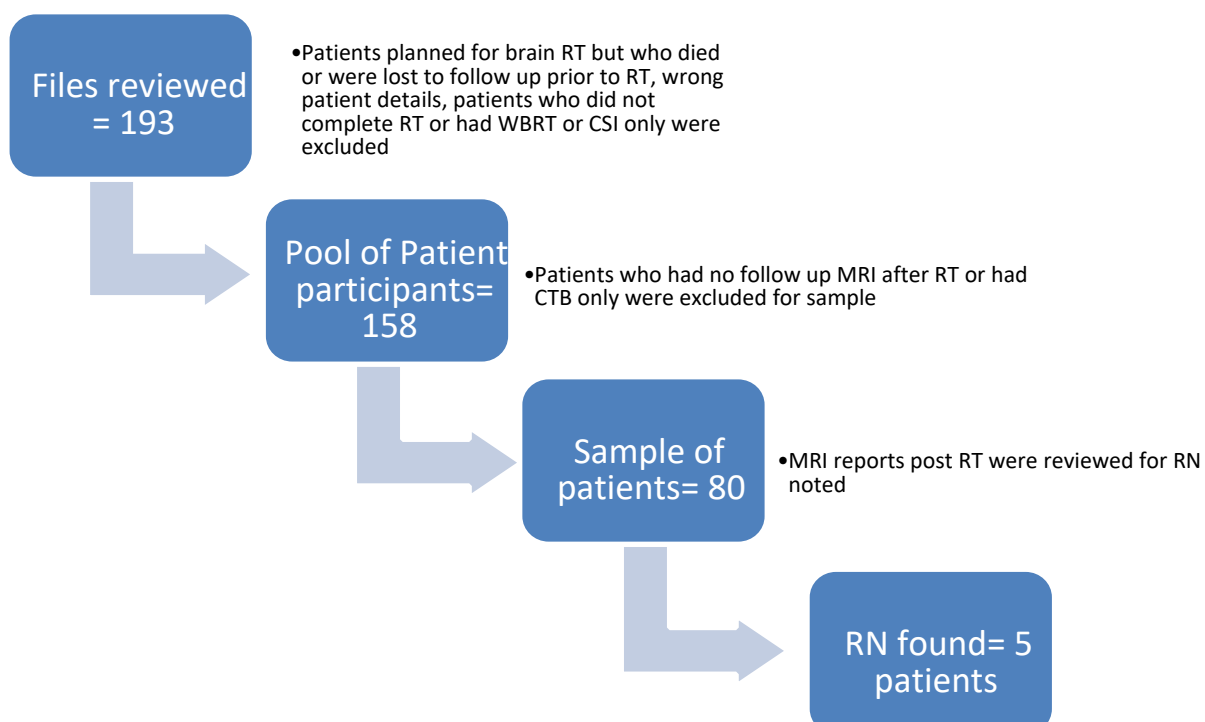 Files reviewed
= 193
•Patients planned for brain RT but who died
or were lost to follow up prior to RT, wrong
patient details, patients who did not
complete RT or had WBRT or CSI only were
excluded
Pool of Patient
participants=
158
•Patients who had no follow up MRI after RT or had
CTB only were excluded for sample
Sample of
patients= 80
•MRI reports post RT were reviewed for RN
noted
RN found= 5
patients